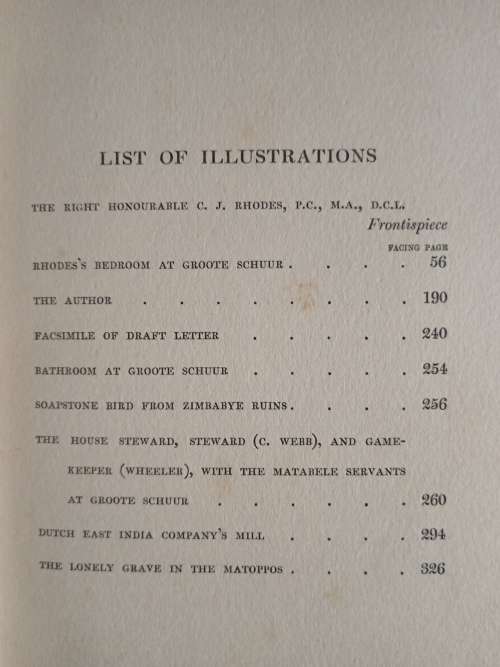 LIST OF ILLUSTRATIONS
THE RIGHT HONOURABLE C. J. RHODES, P.C., M.A., D.C.L.
Frontispiece
FACING PAGE
RHODES'S BEDROOM AT GROOTE SCHUUR . . . . 56
THE AUTHOR . . . . . . . . 190
FACSIMILE OF DRAFT LETTER . . . . . 240
BATHROOM AT GROOTE SCHUUR . . . . . 254
SOAPSTONE BIRD FROM ZIMBABYE RUINS . . . . 256
THE HOUSE STEWARD, STEWARD (C. WEBB), AND GAME-
KEEPER (WHEELER), WITH THE MATABELE SERVANTS
AT GROOTE SCHUUR . . . . . . 260
DUTCH EAST INDIA COMPANY'S MILL . . . . 294
THE LONELY GRAVE IN THE MATOPPOS . . . . 326